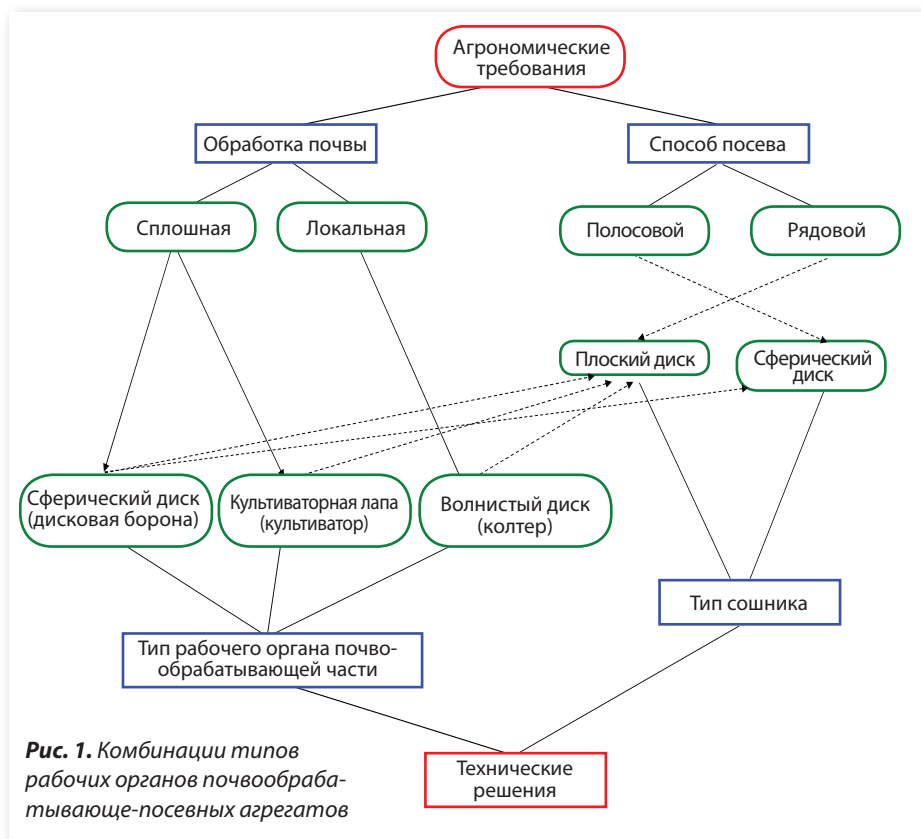 Агрономические
требования
Обработка почвы
Способ посева
Сплошная
Локальная
Полосовой
Рядовой
Плоский диск
Сферический
диск
Сферический диск
(дисковая борона)
Культиваторная лапа
(культиватор)
Волнистый диск
(колтер)
Тип сошника
Тип рабочего органа почво-
обрабатывающей части
Рис. 1. Комбинации типов
рабочих органов почвообраба-
тывающе-посевных агрегатов
Технические
решения